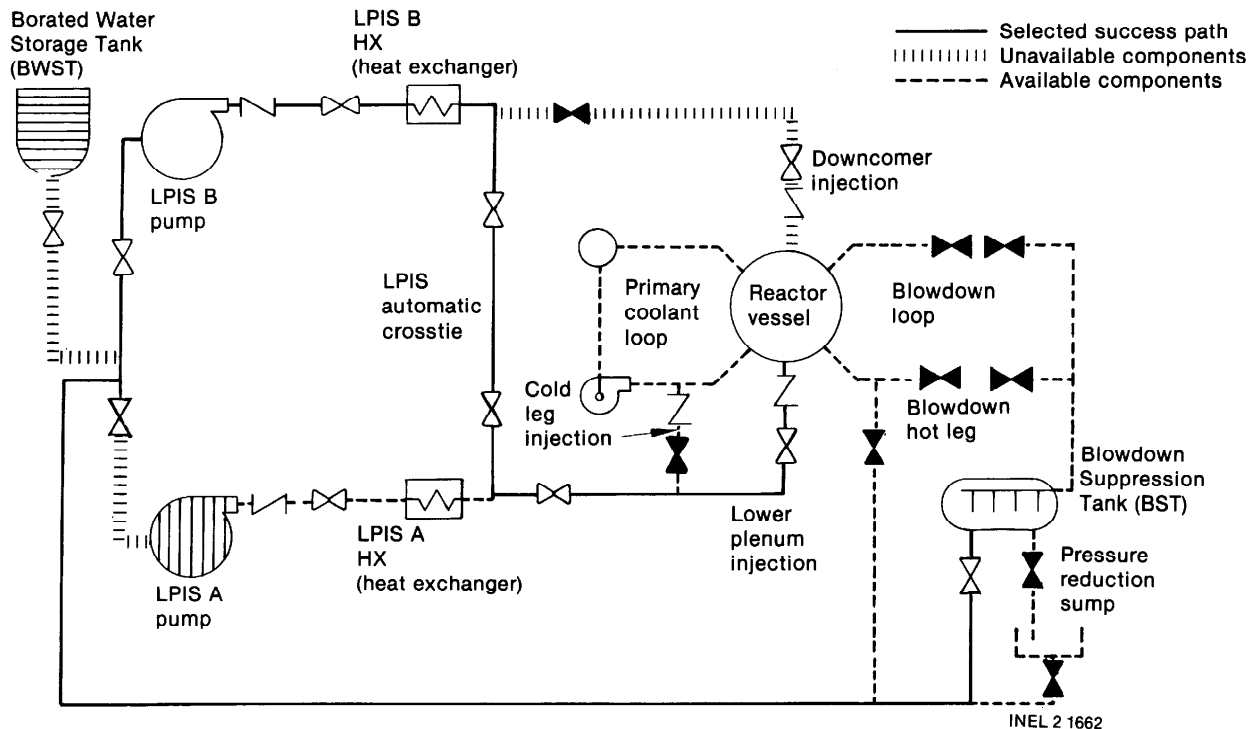 Borated Water
Storage Tank
(BWST)
LPIS B
HX
(heat exchanger)
Selected success path
Unavailable components
Available components
LPIS B
pump
Downcomer
injection
LPIS
automatic
crosstie
Primary
coolant
loop
Reactor
vessel
Blowdown
loop
Cold
leg
injection
Blowdown
hot leg
Blowdown
Suppression
Tank (BST)
LPIS A
HX
(heat exchanger)
Lower
plenum
injection
LPIS A
pump
Pressure
reduction
sump
INEL 2 1662